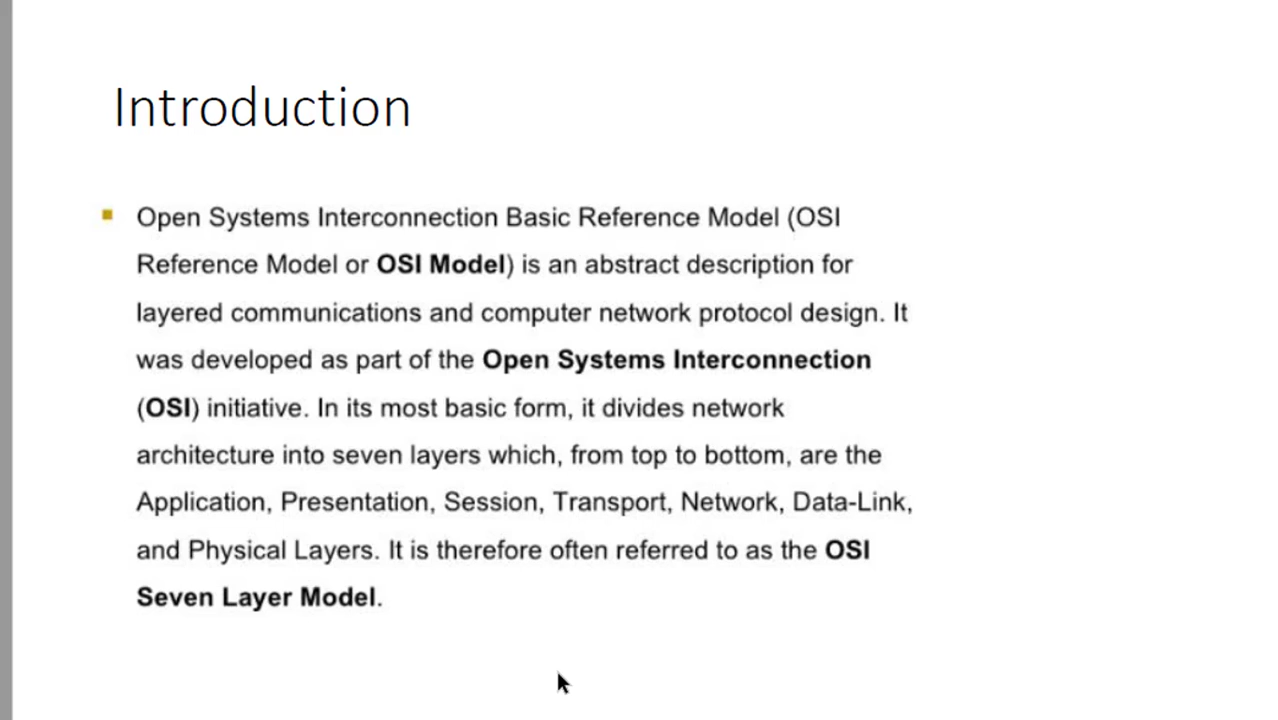 Introduction
Open Systems Interconnection Basic Reference Model (OSI
Reference Model or OSI Model) is an abstract description for
layered communications and computer network protocol design. It
was developed as part of the Open Systems Interconnection
(OSI) initiative. In its most basic form, it divides network
architecture into seven layers which, from top to bottom, are the
Application, Presentation, Session, Transport, Network, Data-Link,
and Physical Layers. It is therefore often referred to as the OSI
Seven Layer Model.